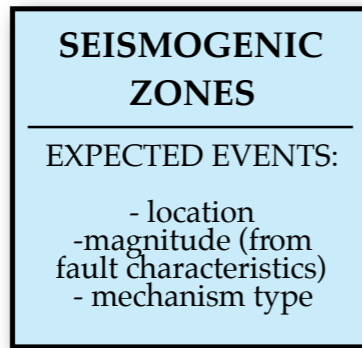 SEISMOGENIC
ZONES
EXPECTED EVENTS:
- location
-magnitude (from
fault characteristics)
- mechanism type